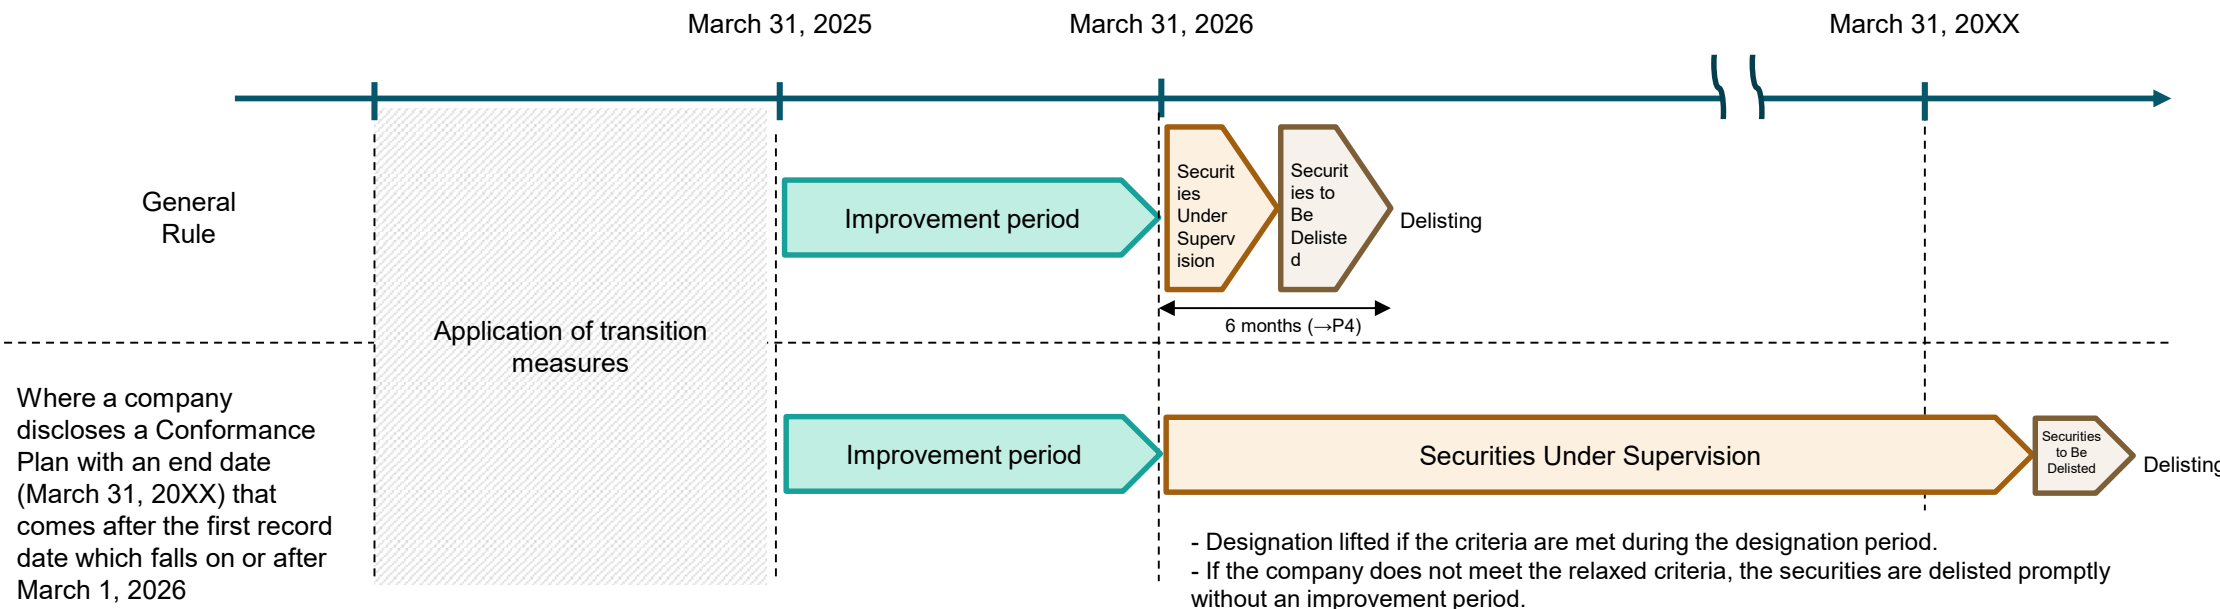 March 31, 2025
March 31, 2026
March 31, 20XX
General
Rule
Application of transition
measures
Improvement period
Securit
ies
Under
Superv
ision
Securit
ies to
Be
Deliste
d
Delisting
6 months (→P4)
Where a company
discloses a Conformance
Plan with an end date
(March 31, 20XX) that
comes after the first record
date which falls on or after
March 1, 2026
Improvement period
Securities Under Supervision
Securities
to Be
Delisted
Delisting
- Designation lifted if the criteria are met during the designation period.
- If the company does not meet the relaxed criteria, the securities are delisted promptly
without an improvement period.